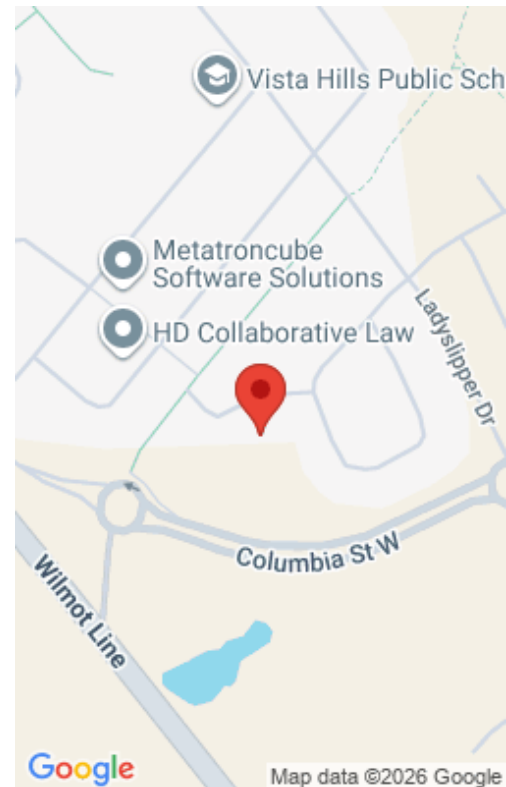 Vista Hills Public Sch
Metatroncube
Software Solutions
HD Collaborative Law
Ladyslipper Dr
Columbia St W
Wilmot Line
Google
Map data ©2026 Google